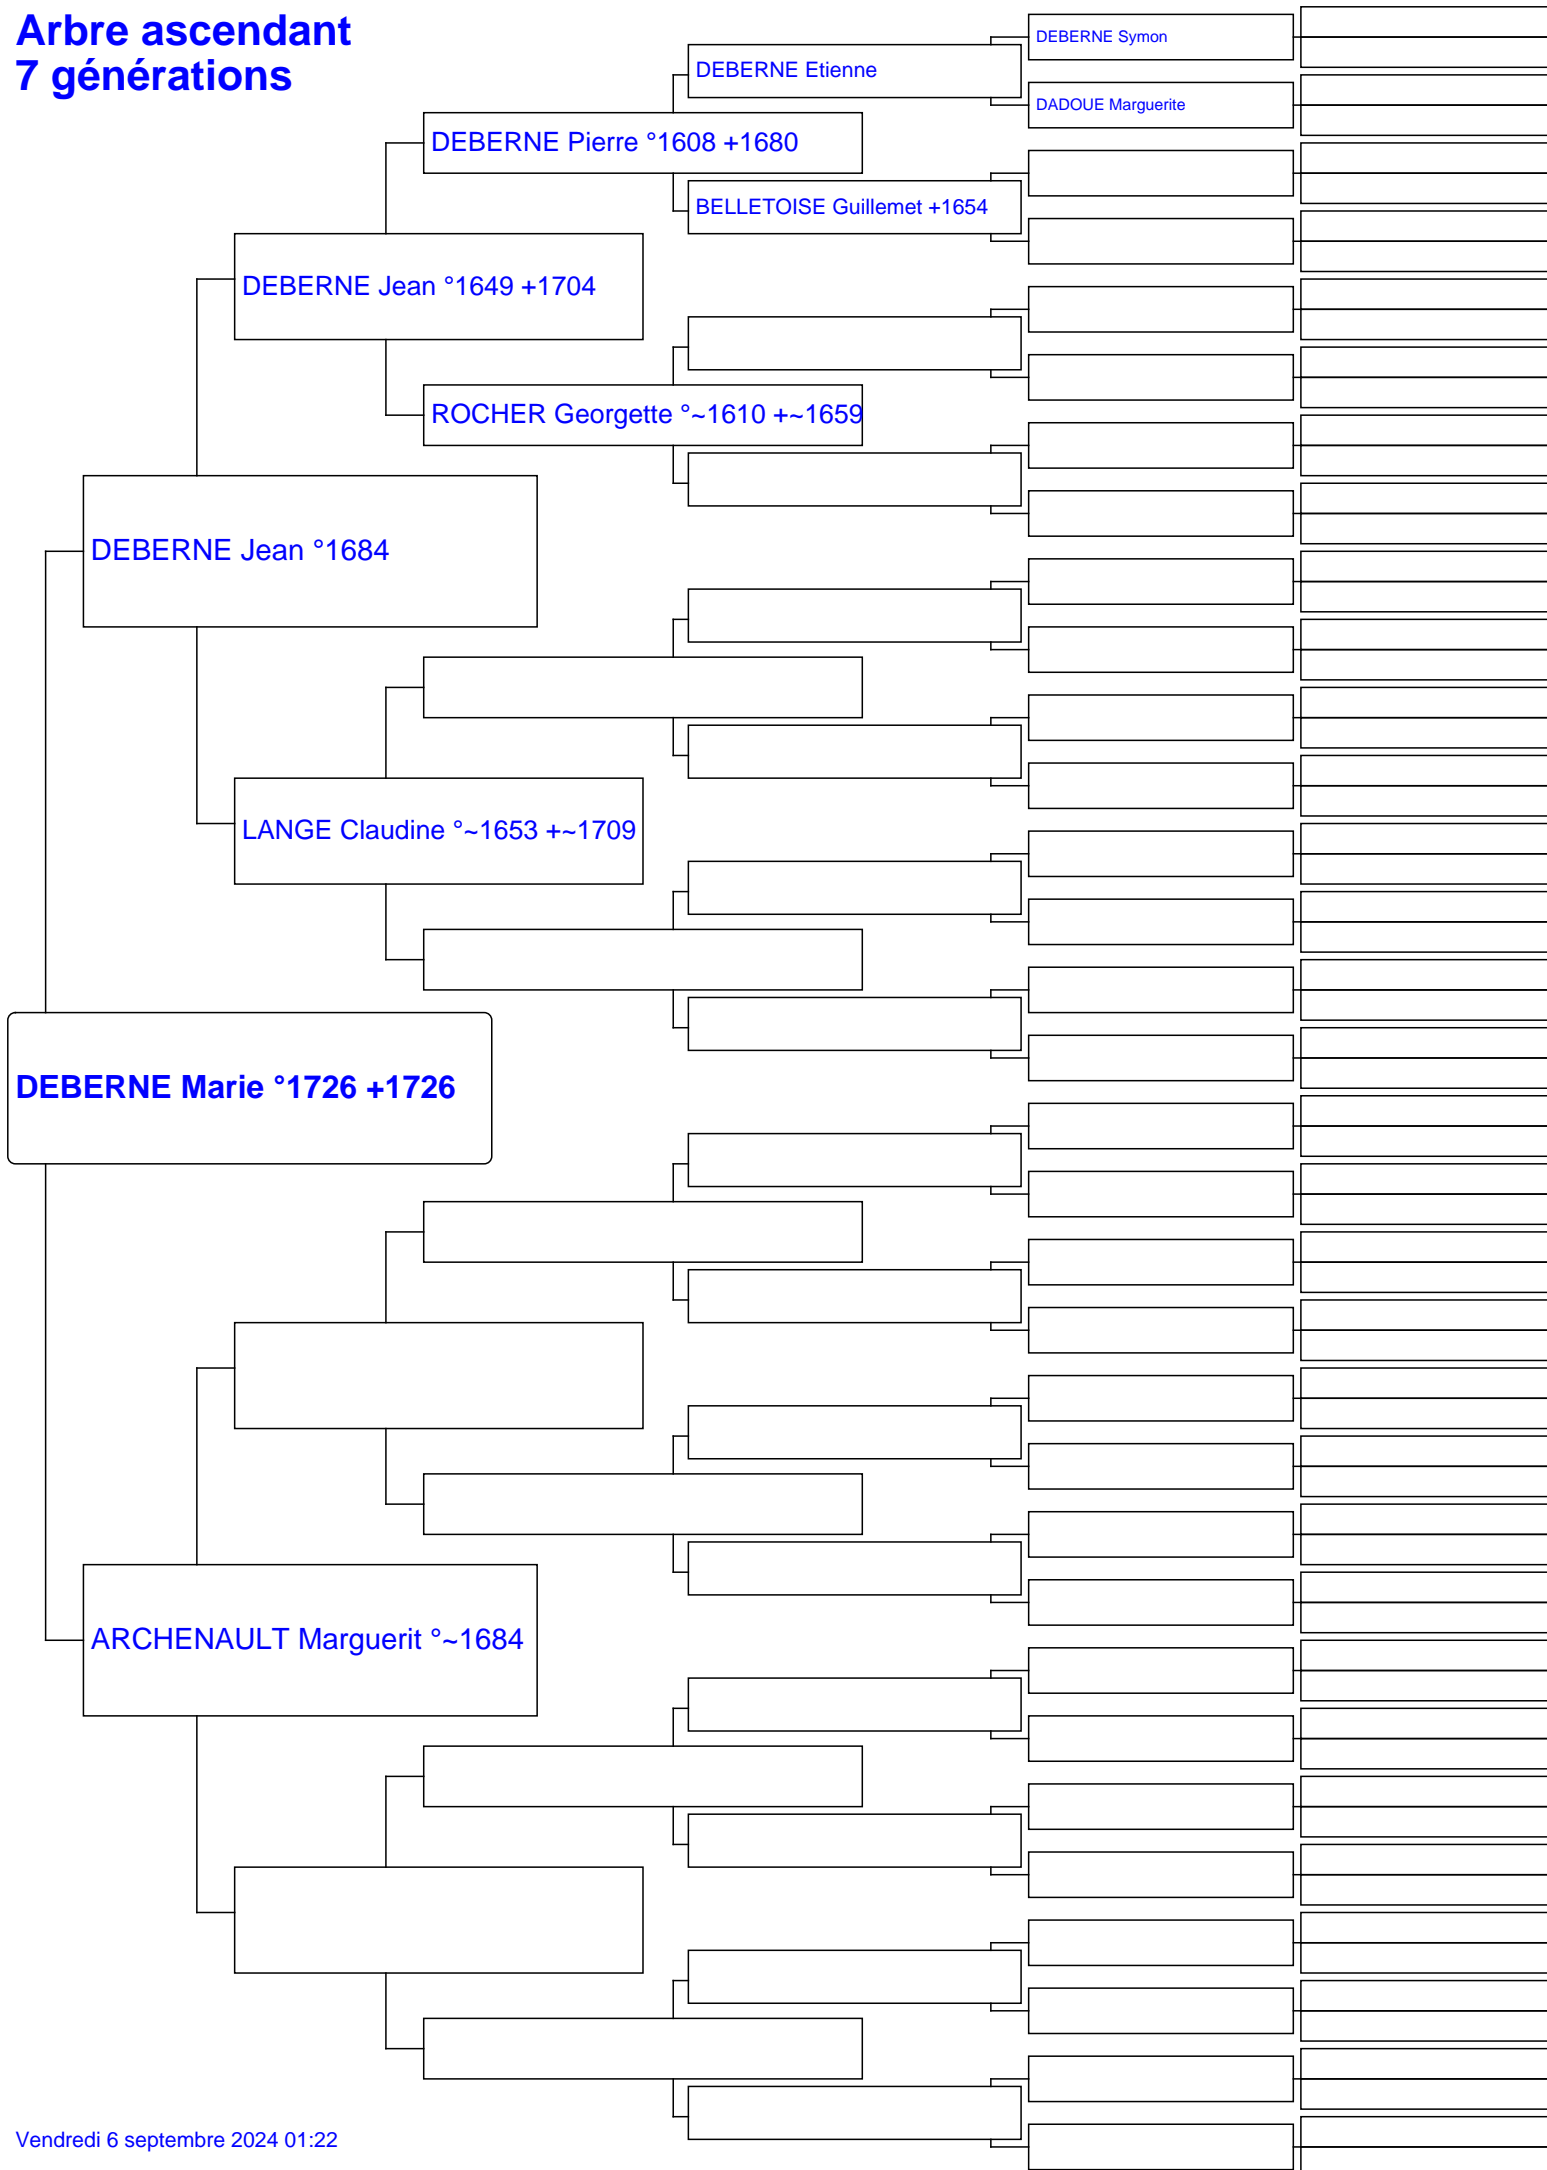 Arbre ascendant
7 générations
DEBERNE Symon
DEBERNE Etienne
DADOUE Marguerite
DEBERNE Pierre °1608 +1680
BELLETOISE Guillemet +1654
DEBERNE Jean °1649 +1704
ROCHER Georgette °~1610 +~1659
DEBERNE Jean °1684
LANGE Claudine °~1653 +~1709
DEBERNE Marie °1726 +1726
ARCHENAULT Marguerit °~1684
Vendredi 6 septembre 2024 01:22